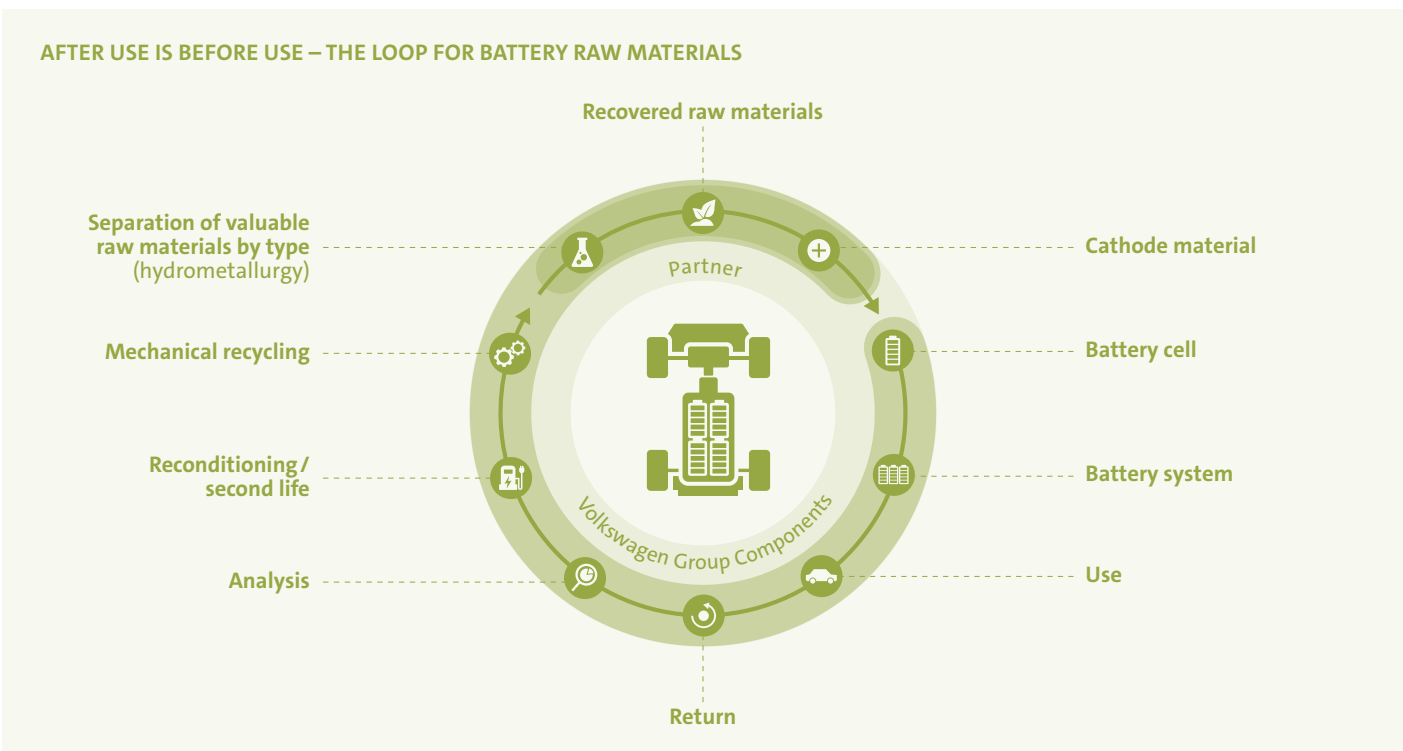 AFTER USE IS BEFORE USE – THE LOOP FOR BATTERY RAW MATERIALS
Recovered raw materials
Separation of valuable
raw materials by type
(hydrometallurgy)
Cathode material
Partner
Mechanical recycling
Battery cell
Reconditioning /
second life
Battery system
Volkswagen Group Components
Analysis
Use
Return